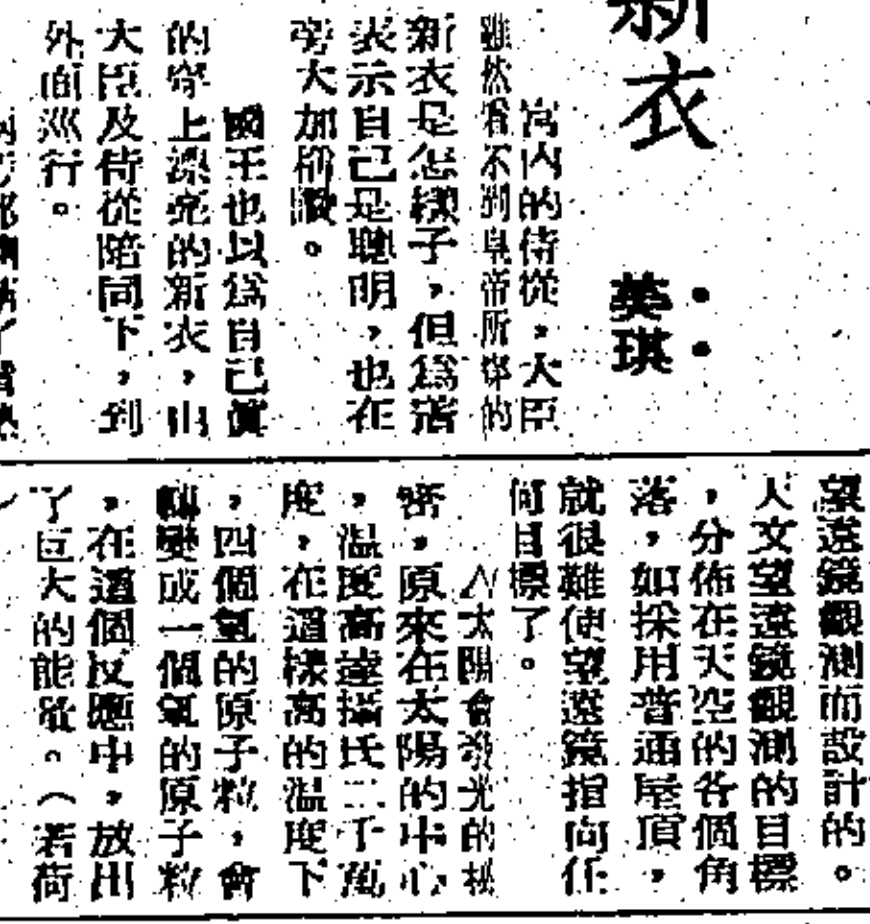 新衣
：英琪
宮內的侍從，大臣
雖然看不到皇帝所穿的
新衣是怎樣子，但爲着
表示自己是聰明，也在
旁大加稱讚。
國王也以爲自己真
的穿上漂亮的新衣，由
大臣及侍從陪同下，到
外面巡行。
望遠鏡觀測而設計的。
人文望遠鏡觀測的目標
，分佈在天空的各個角
落，如採用普通屋頂，
就很難使望遠鏡指向任
何目標了。
△太陽會發光的秘
密，原來在太陽的中心
，溫度高達攝氏二千萬
度，在這樣高的溫度下
，四個氫的原子粒，會
轉變成一個氦的原子粒
，在這個反應中，放出
了巨大的能量。（若荷